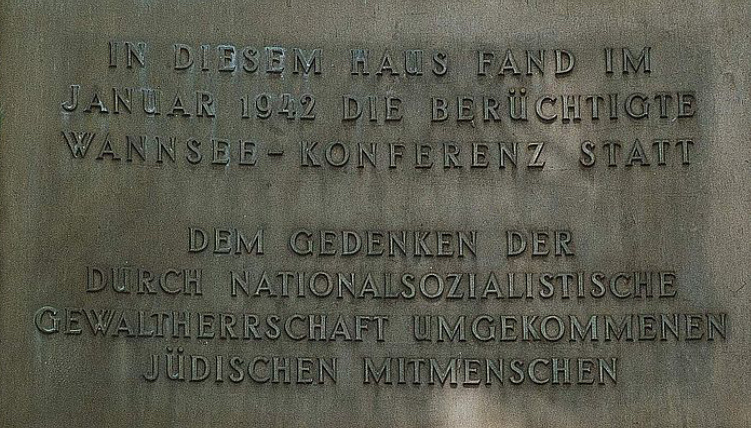 IN DIESEM HAUS FAND IM
JANUAR 1942 DIE BERÜCHTIGTE
WANNSEE-KONFERENZ STATT
DEM GEDENKEN DER
DURCH NATIONALSOZIALISTISCHE
GEWALTHERRSCHAFT UMGEKOMMENEN
JÜDISCHEN MITMENSCHEN